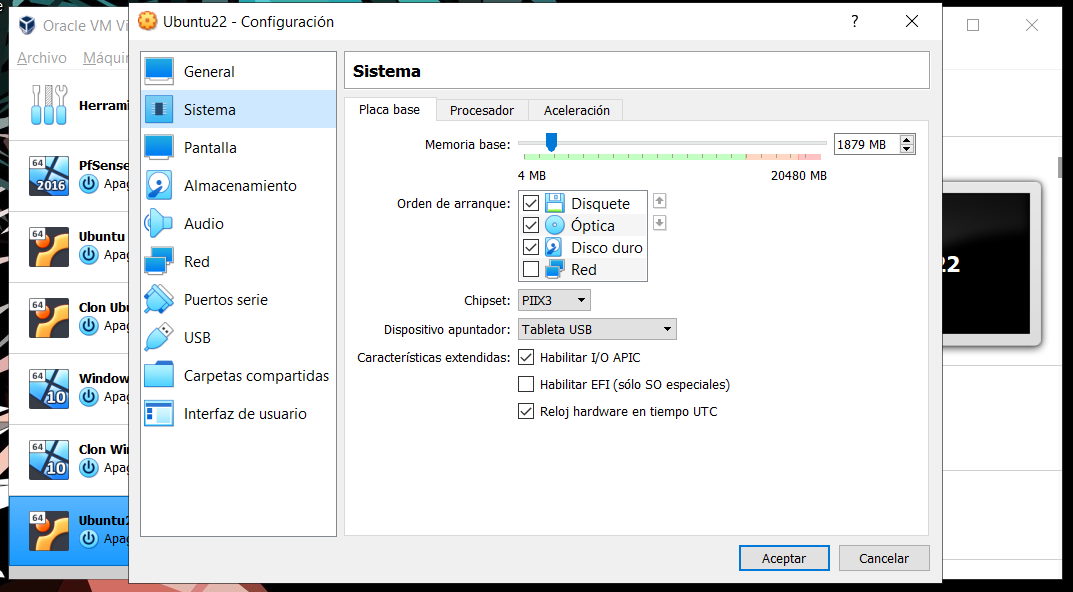 Ubuntu22 - Configuración
?
Oracle VM Vi
Archivo Máquin
Herrami
64
2016
PfSense
Apag
64
Ubuntu
Apag
64
Clon Ubu
Apag
64
10
Window
Apag
64
10
Clon Win
Apag
64
Ubuntu2
Apag
General
Sistema
Pantalla
Almacenamiento
Audio
Red
Puertos serie
USB
Carpetas compartidas
Interfaz de usuario
Sistema
Placa base Procesador Aceleración
Memoria base: 1879 MB
4 MB 20480 MB
Orden de arranque:
Disquete
Óptica
Disco duro
Red
Chipset: PIIX3
Dispositivo apuntador: Tableta USB
Características extendidas: Habilitar I/O APIC
Habilitar EFI (sólo SO especiales)
Reloj hardware en tiempo UTC
Aceptar Cancelar
22